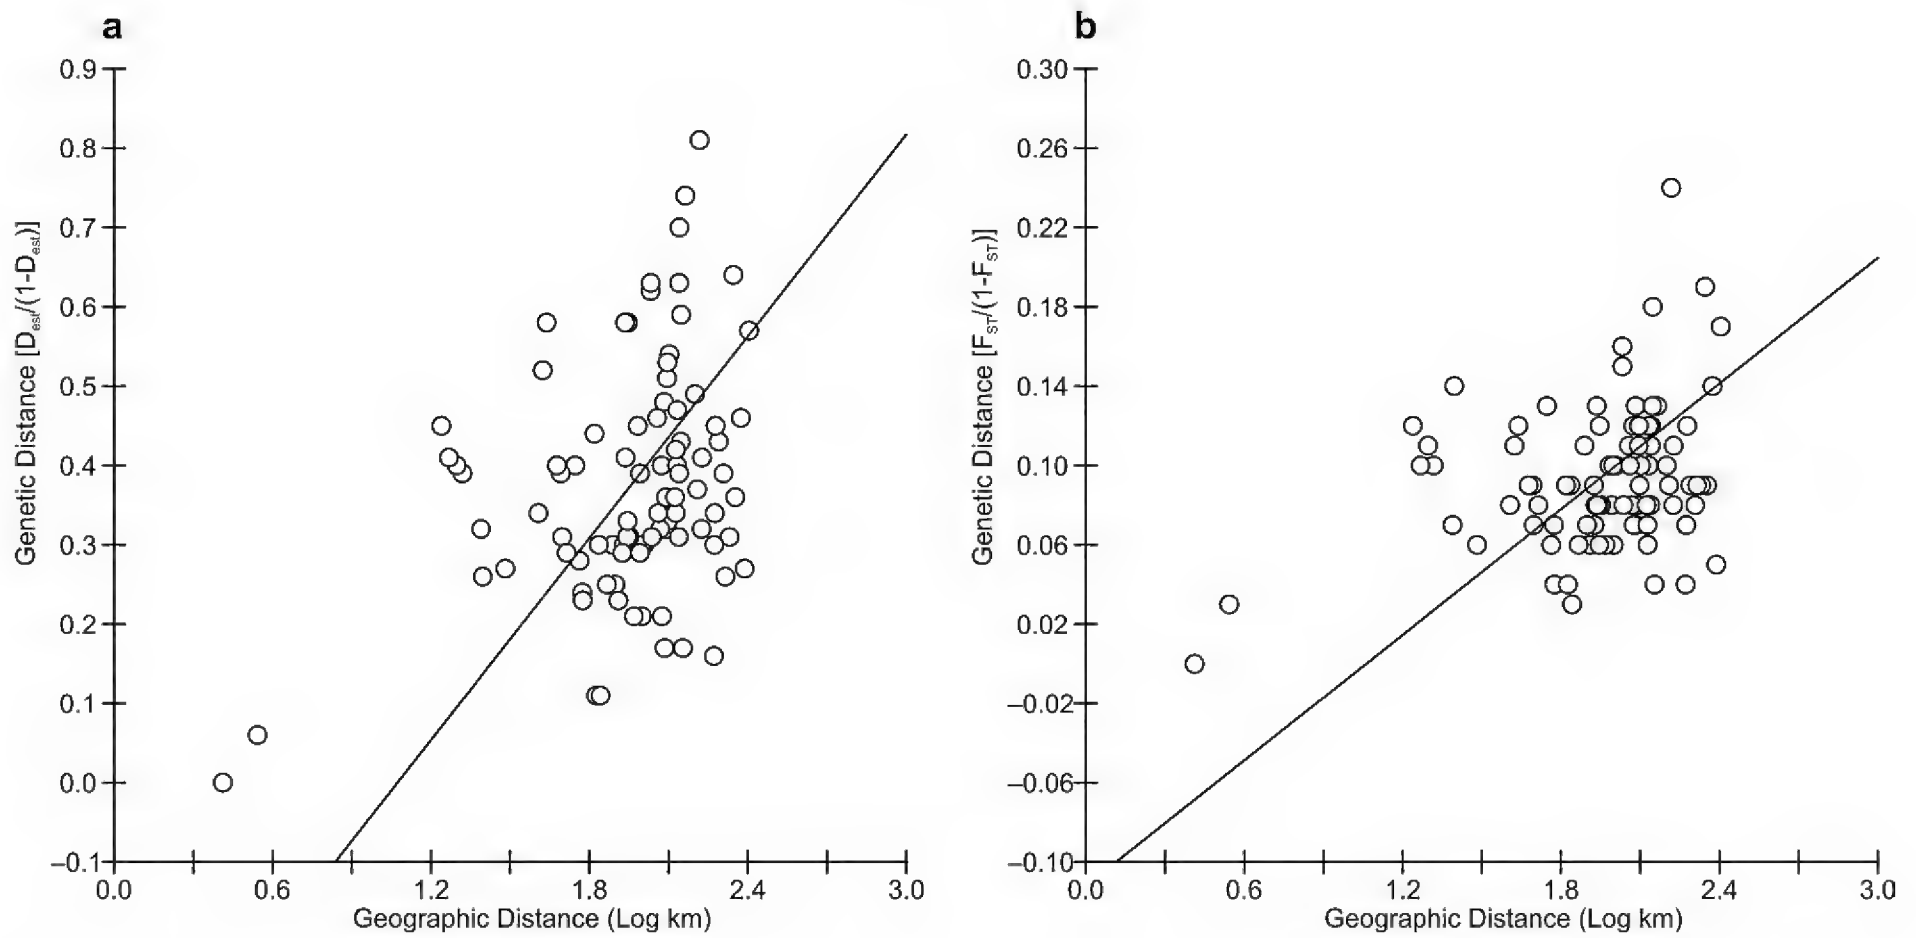 a
0.9
0.8
0.7
0.6
0.5
0.4
0.3
0.2
0.1
0.0
–0.1
Genetic Distance [Dest/(1-Dest)]
0.0 0.6 1.2 1.8 2.4 3.0
Geographic Distance (Log km)
b
0.30
0.26
0.22
0.18
0.14
0.10
0.06
0.02
–0.02
–0.06
–0.10
Genetic Distance [FST/(1-FST)]
0.0 0.6 1.2 1.8 2.4 3.0
Geographic Distance (Log km)